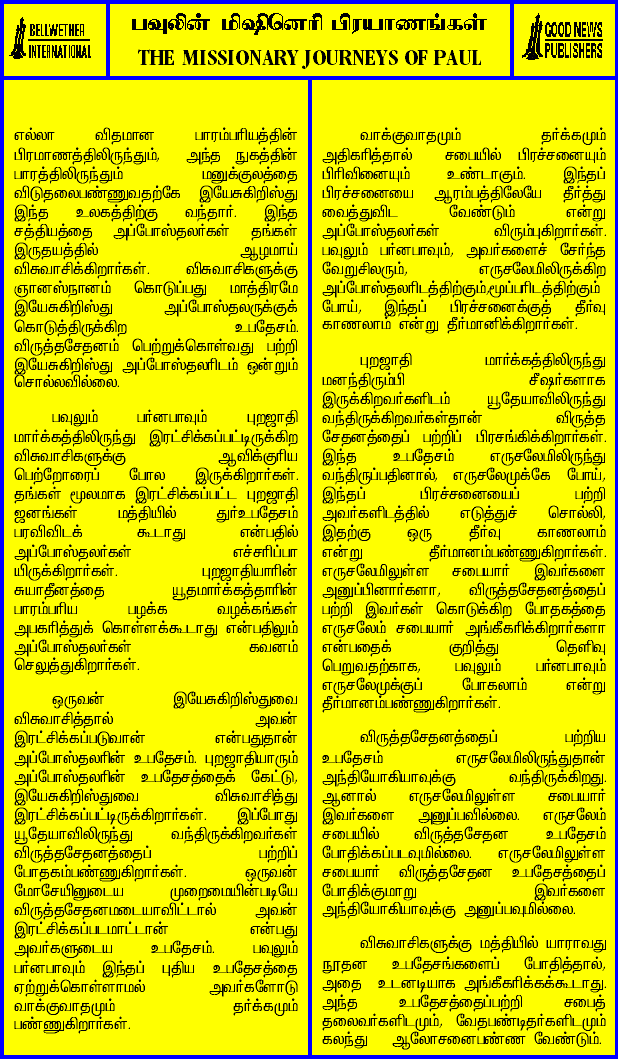 BELLWETHER
INTERNATIONAL
பவுலின் மிஷினெரி பிரயாணங்கள்
THE MISSIONARY JOURNEYS OF PAUL
GOOD NEWS
PUBLISHERS
எல்லா விதமான பாரம்பரியத்தின்
பிரமாணத்திலிருந்தும், அந்த நுகத்தின்
பாரத்திலிருந்தும் மனுக்குலத்தை
விடுதலைபண்ணுவதற்கே இயேசுகிறிஸ்து
இந்த உலகத்திற்கு வந்தார். இந்த
சத்தியத்தை அப்போஸ்தலர்கள் தங்கள்
இருதயத்தில் ஆழமாய்
விசுவாசிக்கிறார்கள். விசுவாசிகளுக்கு
ஞானஸ்நானம் கொடுப்பது மாத்திரமே
இயேசுகிறிஸ்து அப்போஸ்தலருக்குக்
கொடுத்திருக்கிற உபதேசம்.
விருத்தசேதனம் பெற்றுக்கொள்வது பற்றி
இயேசுகிறிஸ்து அப்போஸ்தலரிடம் ஒன்றும்
சொல்லவில்லை.
பவுலும் பர்னபாவும் புறஜாதி
மார்க்கத்திலிருந்து இரட்சிக்கப்பட்டிருக்கிற
விசுவாசிகளுக்கு ஆவிக்குரிய
பெற்றோரைப் போல இருக்கிறார்கள்.
தங்கள் மூலமாக இரட்சிக்கப்பட்ட புறஜாதி
ஜனங்கள் மத்தியில் துர்உபதேசம்
பரவிவிடக் கூடாது என்பதில்
அப்போஸ்தலர்கள் எச்சரிப்பா
யிருக்கிறார்கள். புறஜாதியாரின்
சுயாதீனத்தை யூதமார்க்கத்தாரின்
பாரம்பரிய பழக்க வழக்கங்கள்
அபகரித்துக் கொள்ளக்கூடாது என்பதிலும்
அப்போஸ்தலர்கள் கவனம்
செலுத்துகிறார்கள்.
ஒருவன் இயேசுகிறிஸ்துவை
விசுவாசித்தால் அவன்
இரட்சிக்கப்படுவான் என்பதுதான்
அப்போஸ்தலரின் உபதேசம். புறஜாதியாரும்
அப்போஸ்தலரின் உபதேசத்தைக் கேட்டு,
இயேசுகிறிஸ்துவை விசுவாசித்து
இரட்சிக்கப்பட்டிருக்கிறார்கள். இப்போது
யூதேயாவிலிருந்து வந்திருக்கிறவர்கள்
விருத்தசேதனத்தைப் பற்றிப்
போதகம்பண்ணுகிறார்கள். ஒருவன்
மோசேயினுடைய முறைமையின்படியே
விருத்தசேதனமடையாவிட்டால் அவன்
இரட்சிக்கப்படமாட்டான் என்பது
அவர்களுடைய உபதேசம். பவுலும்
பர்னபாவும் இந்தப் புதிய உபதேசத்தை
ஏற்றுக்கொள்ளாமல் அவர்களோடு
வாக்குவாதமும் தர்க்கமும்
பண்ணுகிறார்கள்.
வாக்குவாதமும் தர்க்கமும்
அதிகரித்தால் சபையில் பிரச்சனையும்
பிரிவினையும் உண்டாகும். இந்தப்
பிரச்சனையை ஆரம்பத்திலேயே தீர்த்து
வைத்துவிட வேண்டும் என்று
அப்போஸ்தலர்கள் விரும்புகிறார்கள்.
பவுலும் பர்னபாவும், அவர்களைச் சேர்ந்த
வேறுசிலரும், எருசலேமிலிருக்கிற
அப்போஸ்தலரிடத்திற்கும்,மூப்பரிடத்திற்கும்
போய், இந்தப் பிரச்சனைக்குத் தீர்வு
காணலாம் என்று தீர்மானிக்கிறார்கள்.
புறஜாதி மார்க்கத்திலிருந்து
மனந்திரும்பி சீஷர்களாக
இருக்கிறவர்களிடம் யூதேயாவிலிருந்து
வந்திருக்கிறவர்கள்தான் விருத்த
சேதனத்தைப் பற்றிப் பிரசங்கிக்கிறார்கள்.
இந்த உபதேசம் எருசலேமிலிருந்து
வந்திருப்பதினால், எருசலேமுக்கே போய்,
இந்தப் பிரச்சனையைப் பற்றி
அவர்களிடத்தில் எடுத்துச் சொல்லி,
இதற்கு ஒரு தீர்வு காணலாம்
என்று தீர்மானம்பண்ணுகிறார்கள்.
எருசலேமிலுள்ள சபையார் இவர்களை
அனுப்பினார்களா, விருத்தசேதனத்தைப்
பற்றி இவர்கள் கொடுக்கிற போதகத்தை
எருசலேம் சபையார் அங்கீகரிக்கிறார்களா
என்பதைக் குறித்து தெளிவு
பெறுவதற்காக, பவுலும் பர்னபாவும்
எருசலேமுக்குப் போகலாம் என்று
தீர்மானம்பண்ணுகிறார்கள்.
விருத்தசேதனத்தைப் பற்றிய
உபதேசம் எருசலேமிலிருந்துதான்
அந்தியோகியாவுக்கு வந்திருக்கிறது.
ஆனால் எருசலேமிலுள்ள சபையார்
இவர்களை அனுப்பவில்லை. எருசலேம்
சபையில் விருத்தசேதன உபதேசம்
போதிக்கப்படவுமில்லை. எருசலேமிலுள்ள
சபையார் விருத்தசேதன உபதேசத்தைப்
போதிக்குமாறு இவர்களை
அந்தியோகியாவுக்கு அனுப்பவுமில்லை.
விசுவாசிகளுக்கு மத்தியில் யாராவது
நூதன உபதேசங்களைப் போதித்தால்,
அதை உடனடியாக அங்கீகரிக்கக்கூடாது.
அந்த உபதேசத்தைப்பற்றி சபைத்
தலைவர்களிடமும், வேதபண்டிதர்களிடமும்
கலந்து ஆலோசனைபண்ண வேண்டும்.